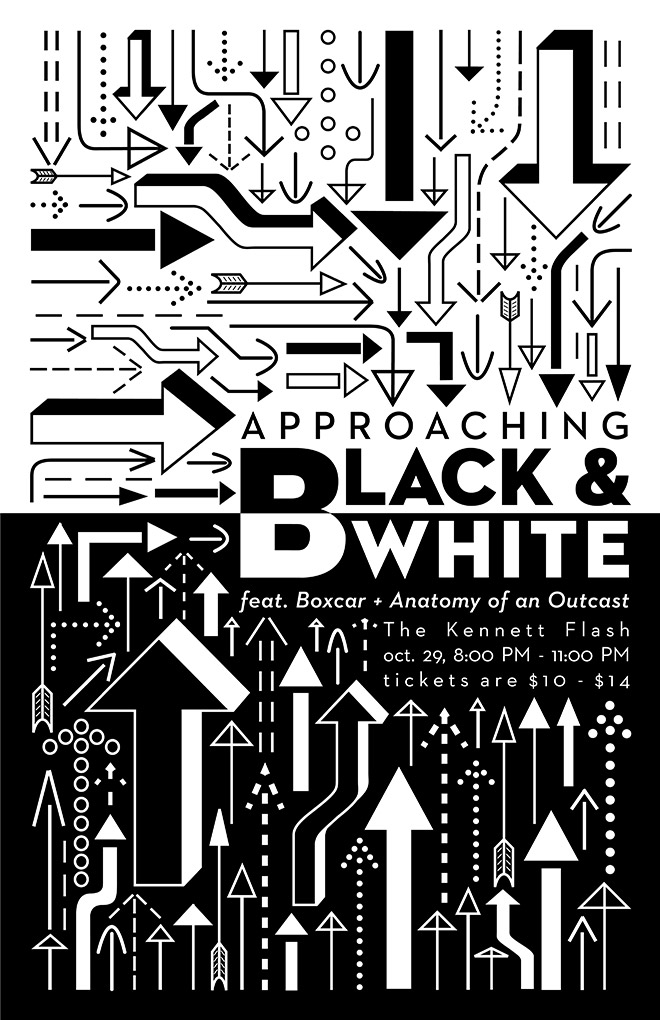 APPROACHING
BLACK &
WHITE
feat. Boxcar + Anatomy of an Outcast
The Kennett Flash
oct. 29, 8:00 PM - 11:00 PM
tickets are $10 - $14